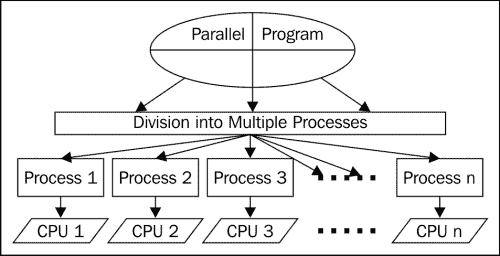 Parallel Program
Division into Multiple Processes
Process 1 Process 2 Process 3 Process n
CPU 1 CPU 2 CPU 3 CPU n